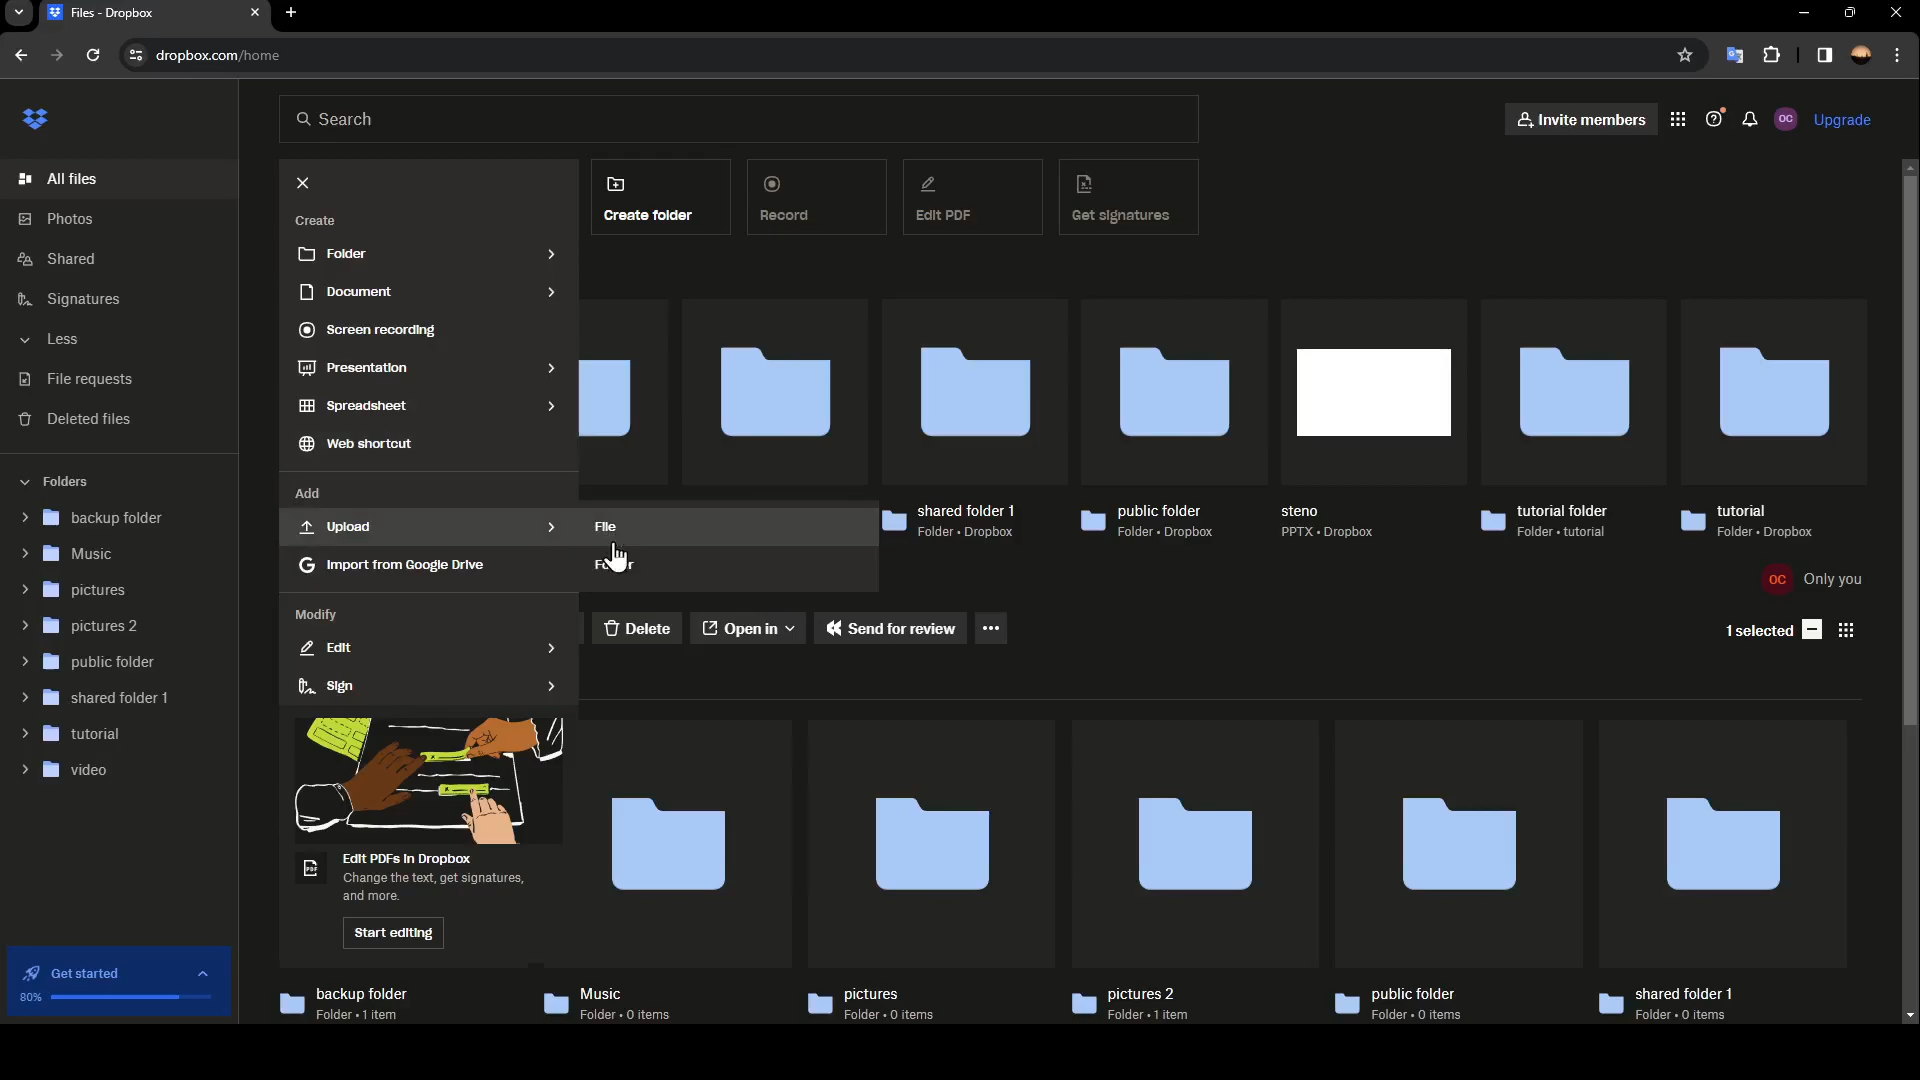 Files - Dropbox
dropbox.com/home
Search
Invite members
OC
Upgrade
All files
Photos
Shared
Signatures
Less
File requests
Deleted files
Folders
backup folder
Music
pictures
pictures 2
public folder
shared folder 1
tutorial
video
Get started
80%
Create
Folder
Document
Screen recording
Presentation
Spreadsheet
Web shortcut
Add
Upload
Import from Google Drive
File
Modify
Edit
Sign
Edit PDFs in Dropbox
Change the text, get signatures,
and more.
Start editing
Create folder
Record
Edit PDF
Get signatures
shared folder 1
Folder • Dropbox
public folder
Folder • Dropbox
steno
PPTX • Dropbox
tutorial folder
Folder • tutorial
tutorial
Folder • Dropbox
OC Only you
Delete
Open in
Send for review
1 selected
backup folder
Folder • 1 item
Music
Folder • 0 items
pictures
Folder • 0 items
pictures 2
Folder • 1 item
public folder
Folder • 0 items
shared folder 1
Folder • 0 items